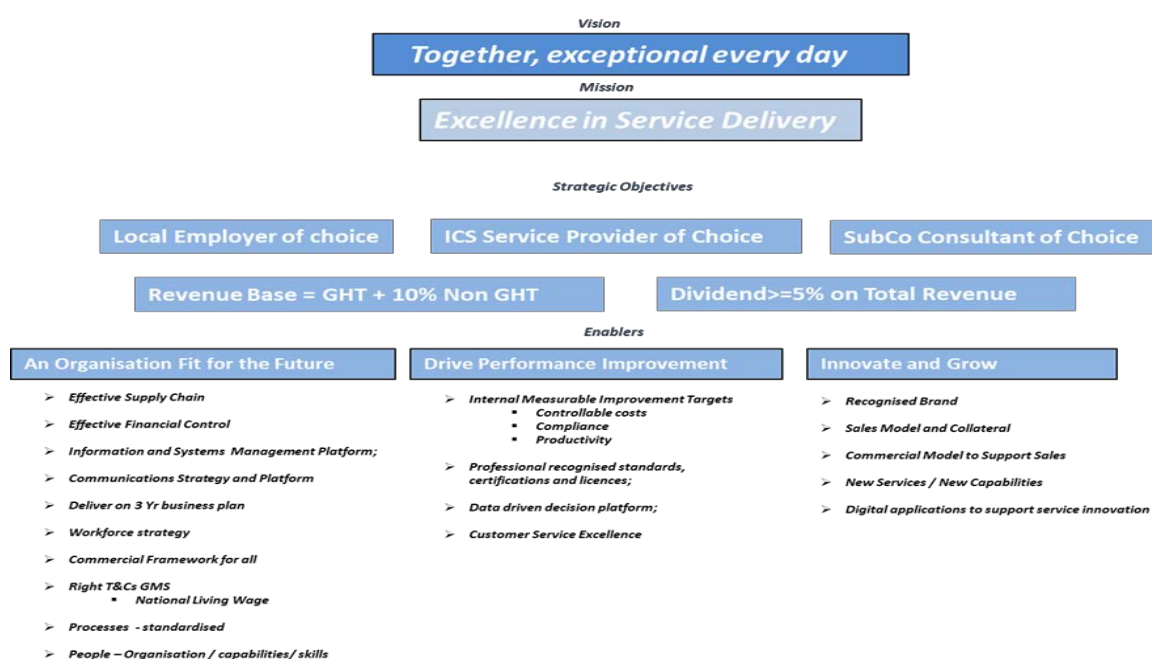 Vision
Together, exceptional every day
Mission
Excellence in Service Delivery
Strategic Objectives
Local Employer of choice
ICS Service Provider of Choice
SubCo Consultant of Choice
Revenue Base = GHT + 10% Non GHT
Dividend>=5% on Total Revenue
Enablers
An Organisation Fit for the Future
➢ Effective Supply Chain
➢ Effective Financial Control
➢ Information and Systems Management Platform;
➢ Communications Strategy and Platform
➢ Deliver on 3 Yr business plan
➢ Workforce strategy
➢ Commercial Framework for all
➢ Right T&Cs GMS
▪ National Living Wage
➢ Processes - standardised
➢ People – Organisation / capabilities/ skills
Drive Performance Improvement
➢ Internal Measurable Improvement Targets
▪ Controllable costs
▪ Compliance
▪ Productivity
➢ Professional recognised standards,
certifications and licences;
➢ Data driven decision platform;
➢ Customer Service Excellence
Innovate and Grow
➢ Recognised Brand
➢ Sales Model and Collateral
➢ Commercial Model to Support Sales
➢ New Services / New Capabilities
➢ Digital applications to support service innovation